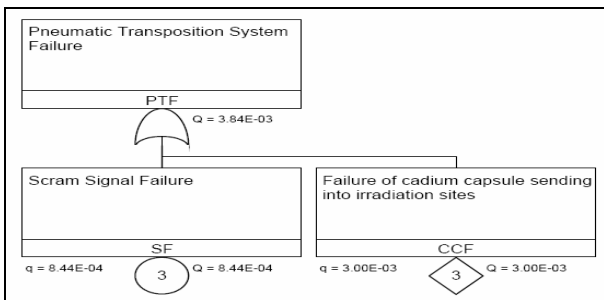 Pneumatic Transposition System
Failure
PTF
Q = 3.84E-03
Scram Signal Failure
SF
q = 8.44E-04
3
Q = 8.44E-04
Failure of cadium capsule sending
into irradiation sites
CCF
q = 3.00E-03
3
Q = 3.00E-03